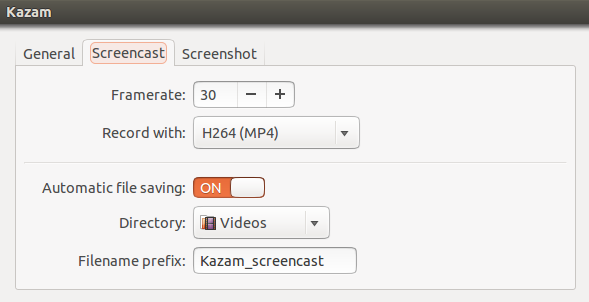 Kazam
General Screencast Screenshot
Framerate: 30
Record with: H264 (MP4)
Automatic file saving: ON
Directory: Videos
Filename prefix: Kazam_screencast